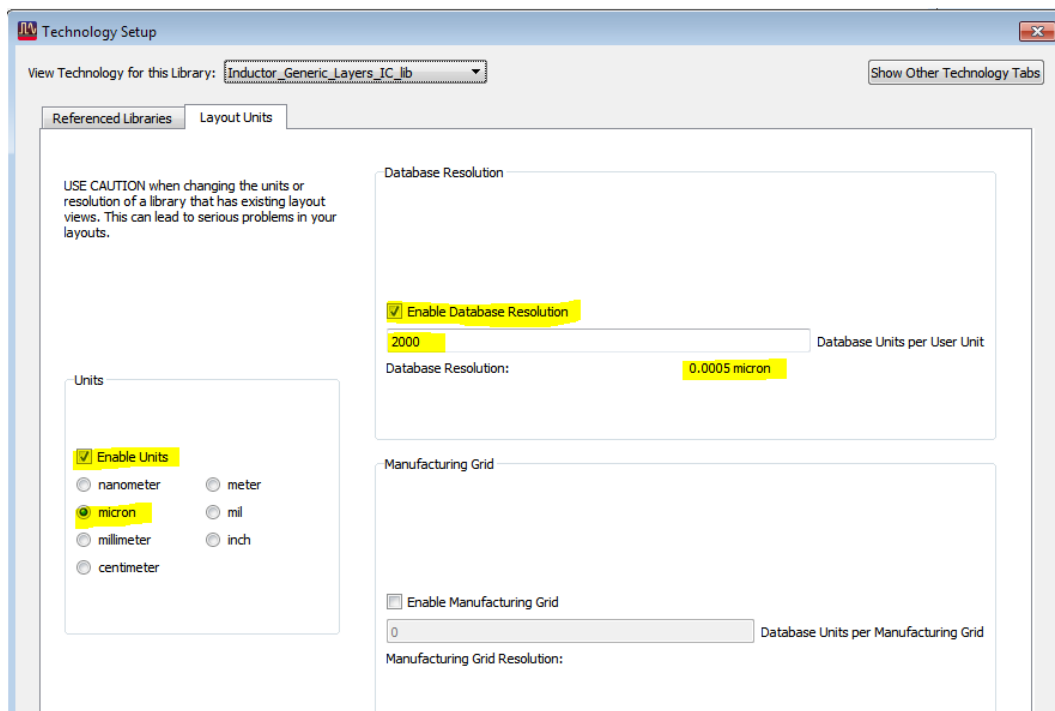 Technology Setup
View Technology for this Library: Inductor_Generic_Layers_IC_lib
Show Other Technology Tabs
Referenced Libraries
Layout Units
USE CAUTION when changing the units or
resolution of a library that has existing layout
views. This can lead to serious problems in your
layouts.
Database Resolution
Enable Database Resolution
2000 Database Units per User Unit
Database Resolution: 0.0005 micron
Units
Enable Units
nanometer meter
micron mil
millimeter inch
centimeter
Manufacturing Grid
Enable Manufacturing Grid
0 Database Units per Manufacturing Grid
Manufacturing Grid Resolution: